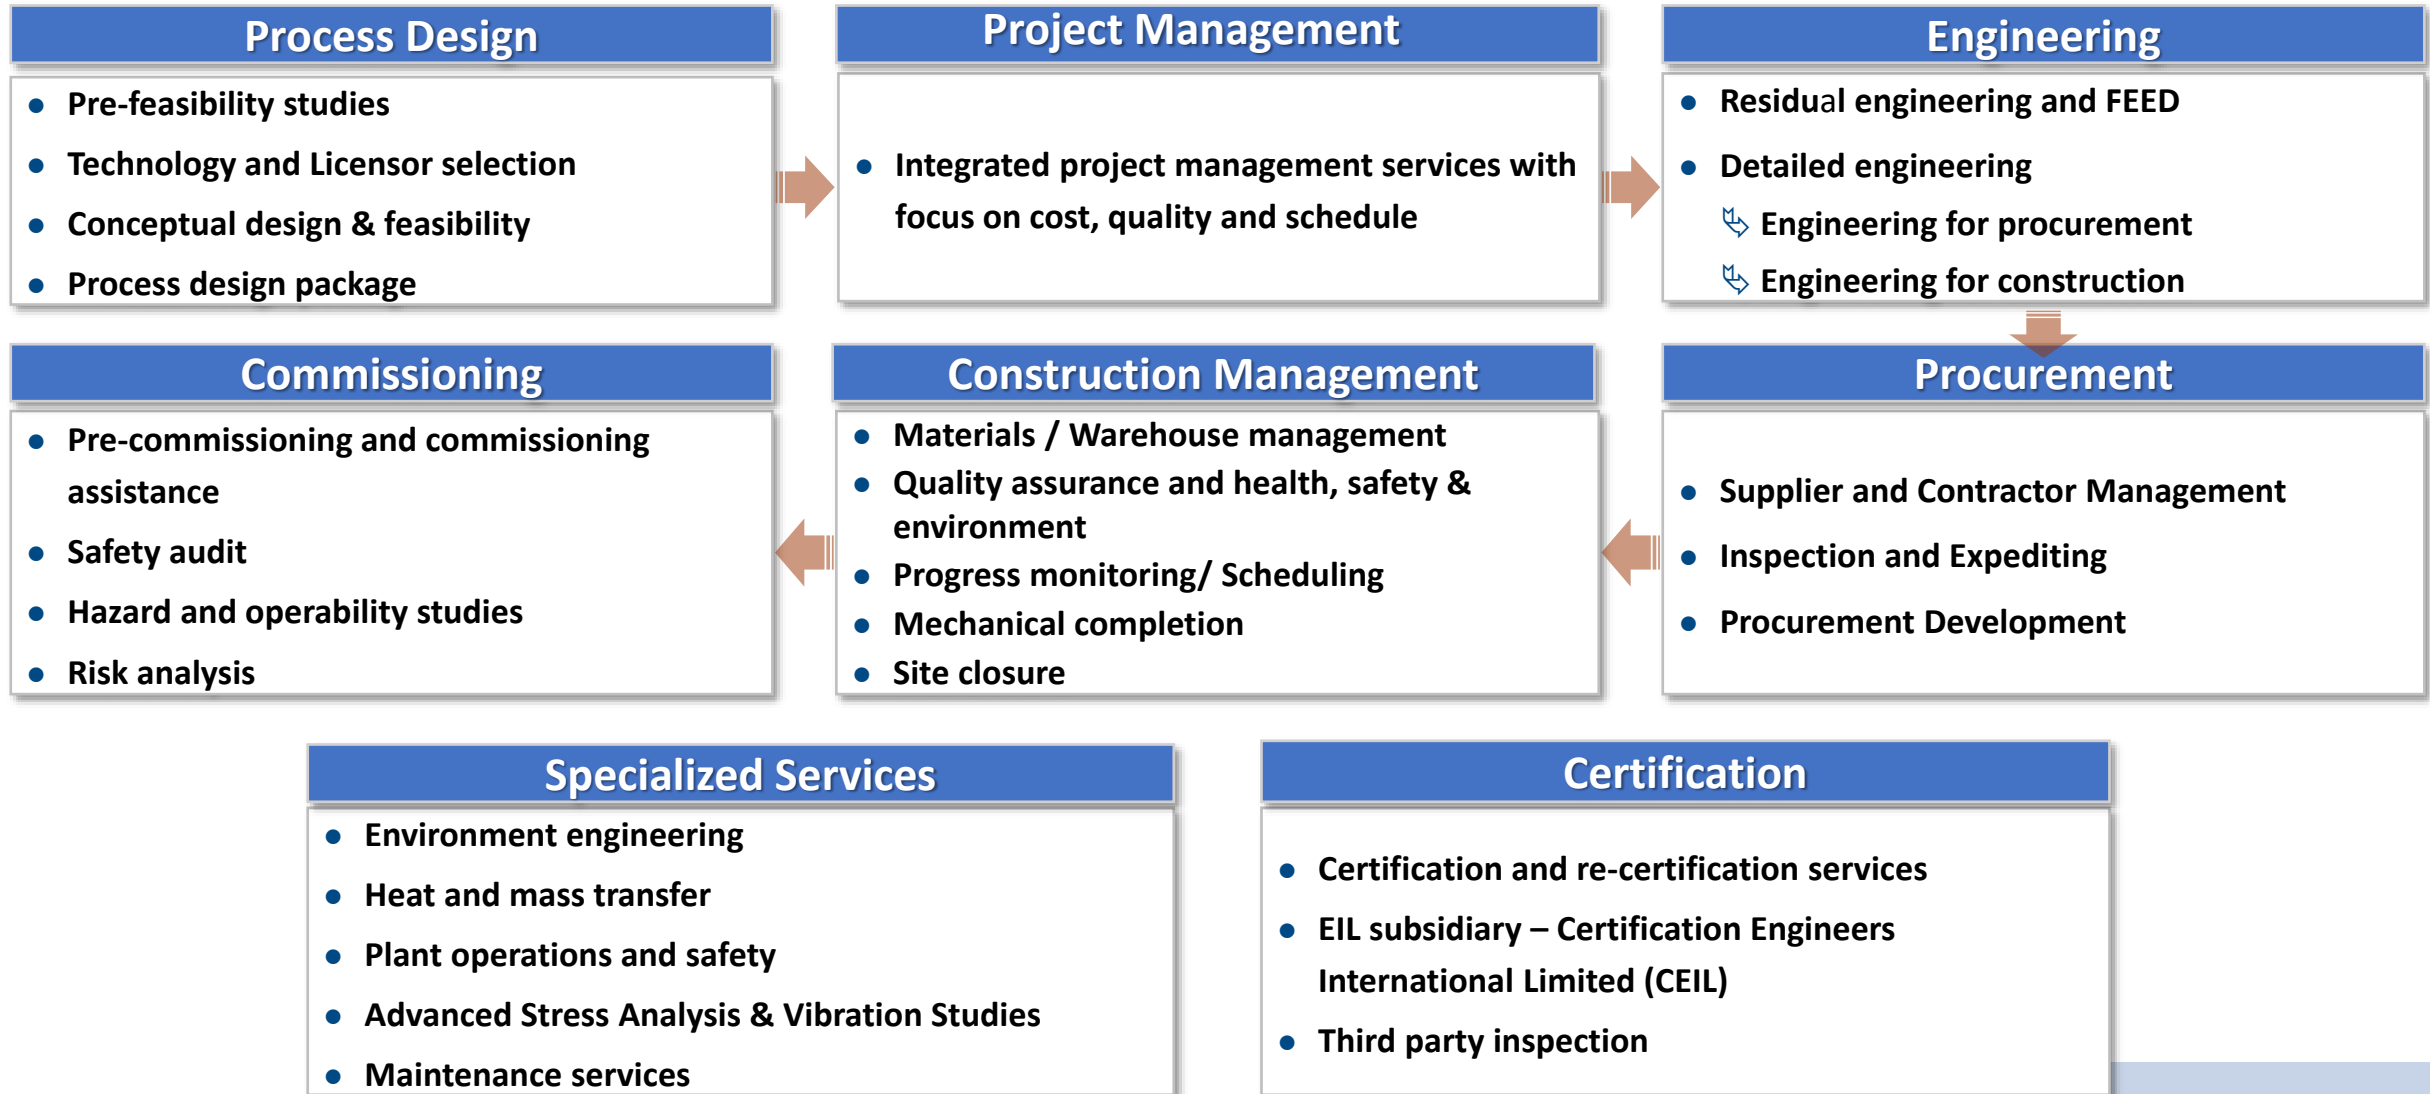 Process Design
● Pre-feasibility studies
● Technology and Licensor selection
● Conceptual design & feasibility
● Process design package
Project Management
● Integrated project management services with
focus on cost, quality and schedule
Engineering
● Residual engineering and FEED
● Detailed engineering
Engineering for procurement
Engineering for construction
Procurement
● Supplier and Contractor Management
● Inspection and Expediting
● Procurement Development
Construction Management
● Materials / Warehouse management
● Quality assurance and health, safety &
environment
● Progress monitoring/ Scheduling
● Mechanical completion
● Site closure
Commissioning
● Pre-commissioning and commissioning
assistance
● Safety audit
● Hazard and operability studies
● Risk analysis
Specialized Services
● Environment engineering
● Heat and mass transfer
● Plant operations and safety
● Advanced Stress Analysis & Vibration Studies
● Maintenance services
Certification
● Certification and re-certification services
● EIL subsidiary – Certification Engineers
International Limited (CEIL)
● Third party inspection